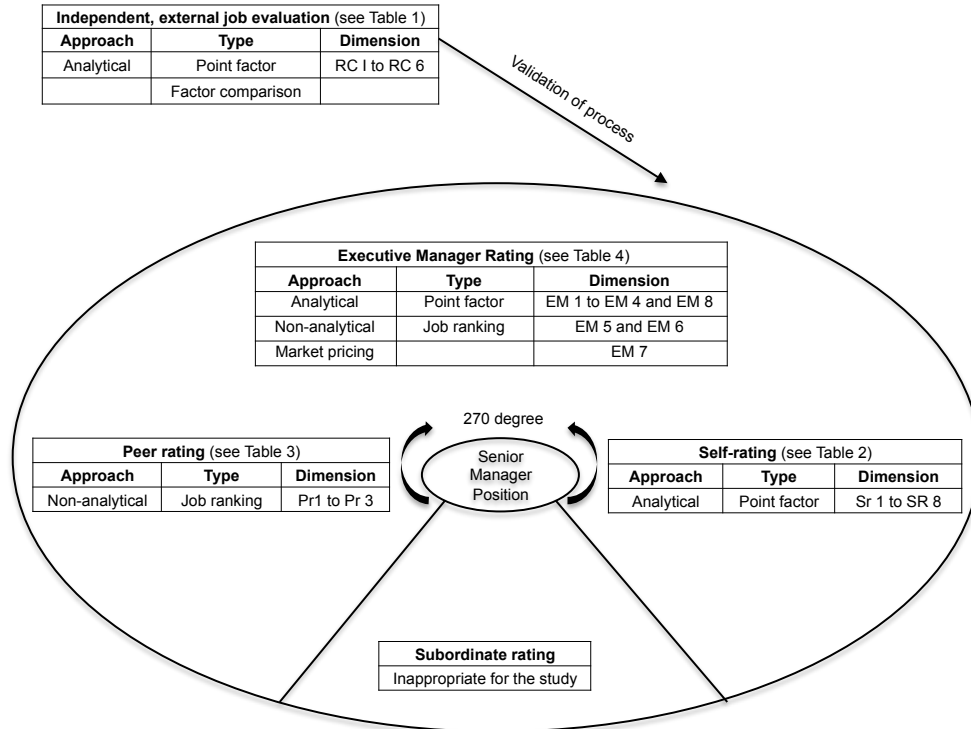 Independent, external job evaluation (see Table 1)
Approach Type Dimension
Analytical Point factor RC I to RC 6
Factor comparison
Validation of process
Executive Manager Rating (see Table 4)
Approach Type Dimension
Analytical Point factor EM 1 to EM 4 and EM 8
Non-analytical Job ranking EM 5 and EM 6
Market pricing EM 7
270 degree
Peer rating (see Table 3)
Approach Type Dimension
Non-analytical Job ranking Pr1 to Pr 3
Senior
Manager
Position
Self-rating (see Table 2)
Approach Type Dimension
Analytical Point factor Sr 1 to SR 8
Subordinate rating
Inappropriate for the study